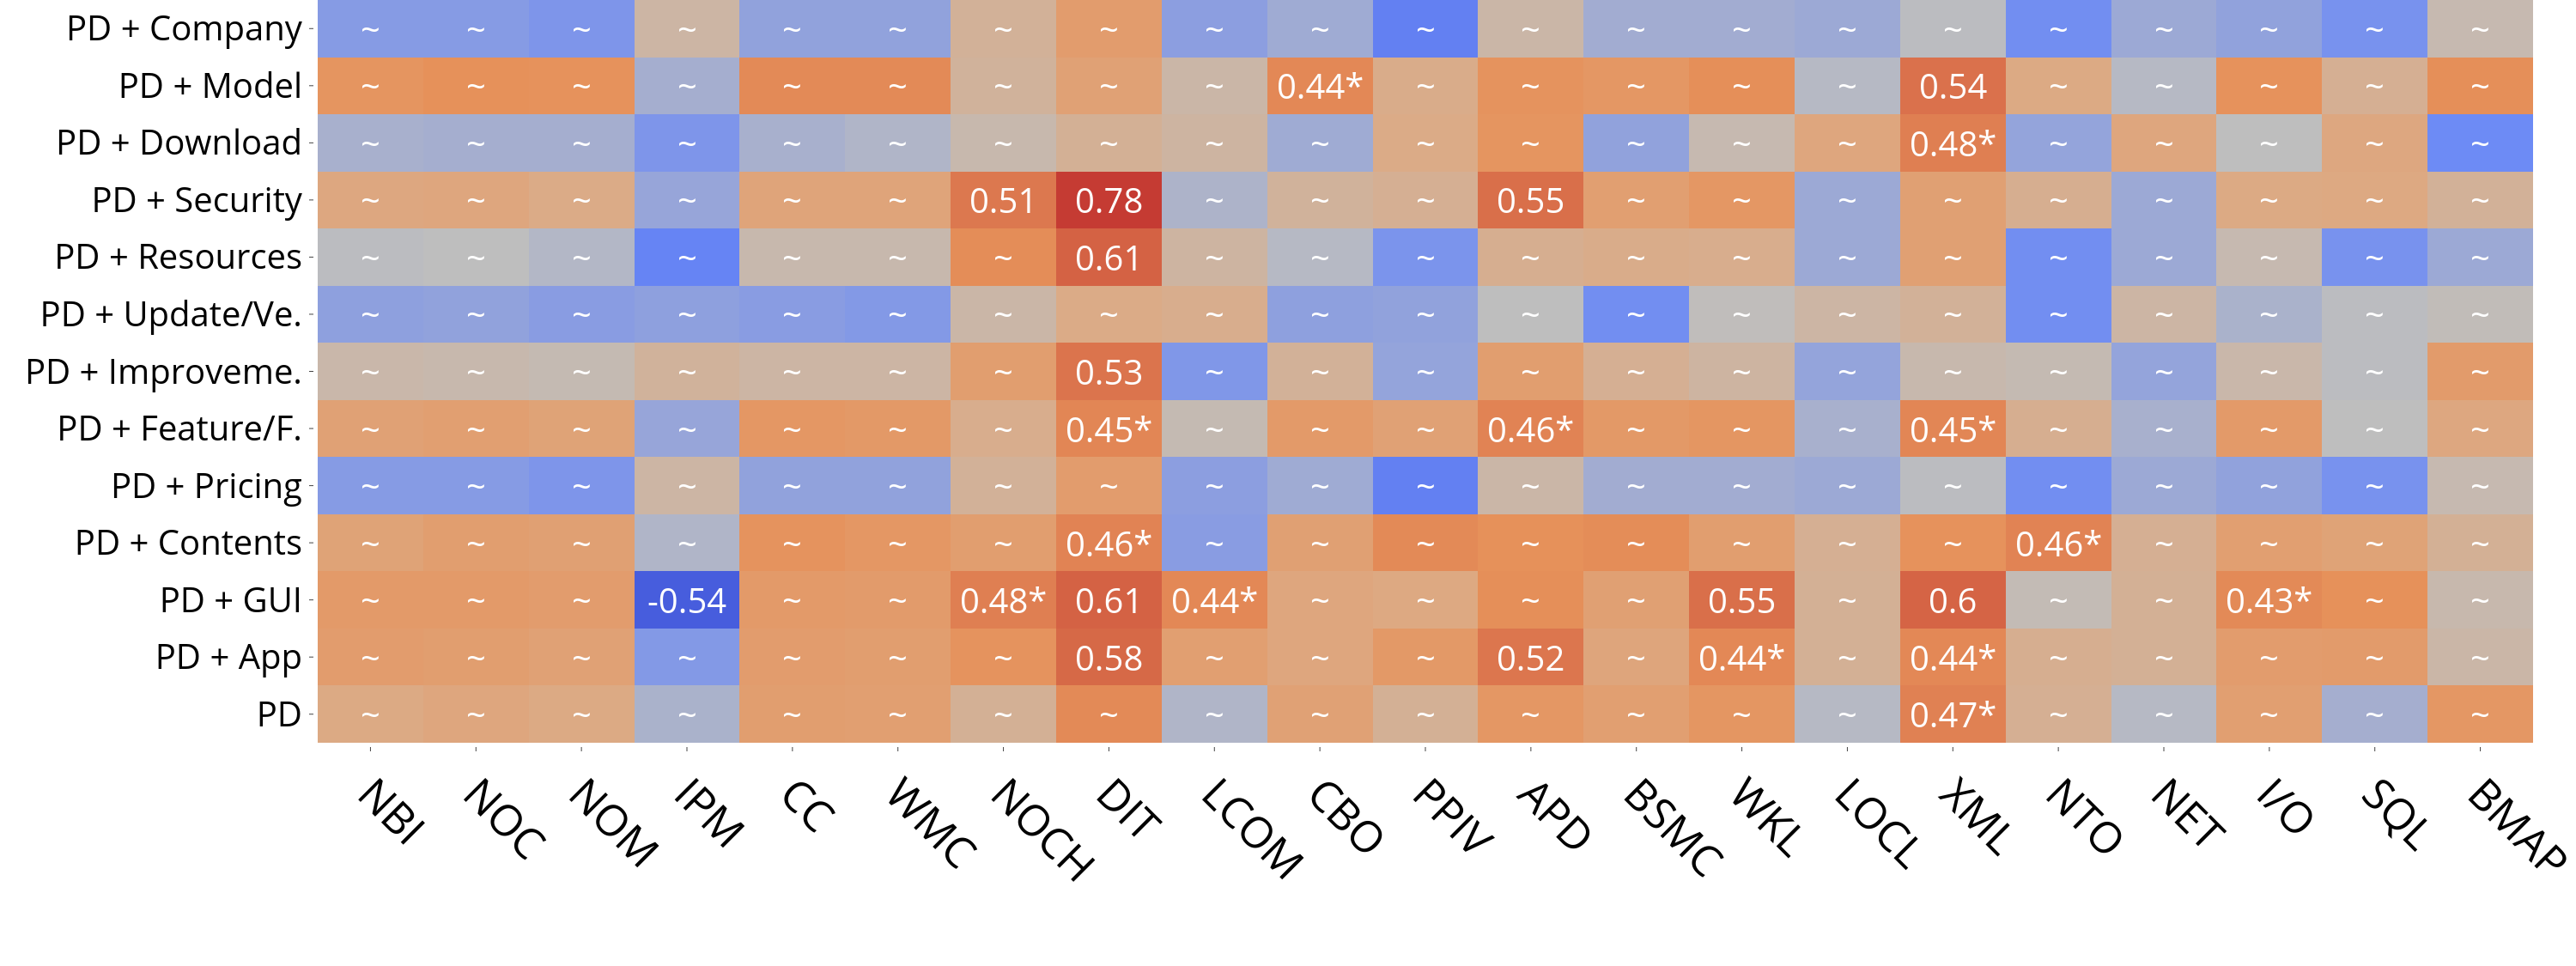 PD + Company ~ ~ ~ ~ ~ ~ ~ ~ ~ ~ ~ ~ ~ ~ ~ ~ ~ ~ ~ ~ ~
PD + Model ~ ~ ~ ~ ~ ~ ~ ~ ~ 0.44* ~ ~ ~ ~ ~ 0.54 ~ ~ ~ ~ ~
PD + Download ~ ~ ~ ~ ~ ~ ~ ~ ~ ~ ~ ~ ~ ~ ~ 0.48* ~ ~ ~ ~ ~
PD + Security ~ ~ ~ ~ ~ ~ 0.51 0.78 ~ ~ ~ 0.55 ~ ~ ~ ~ ~ ~ ~ ~ ~
PD + Resources ~ ~ ~ ~ ~ ~ ~ 0.61 ~ ~ ~ ~ ~ ~ ~ ~ ~ ~ ~ ~ ~
PD + Update/Ve. ~ ~ ~ ~ ~ ~ ~ ~ ~ ~ ~ ~ ~ ~ ~ ~ ~ ~ ~ ~ ~
PD + Improveme. ~ ~ ~ ~ ~ ~ ~ 0.53 ~ ~ ~ ~ ~ ~ ~ ~ ~ ~ ~ ~ ~
PD + Feature/F. ~ ~ ~ ~ ~ ~ ~ 0.45* ~ ~ ~ 0.46* ~ ~ ~ 0.45* ~ ~ ~ ~ ~
PD + Pricing ~ ~ ~ ~ ~ ~ ~ ~ ~ ~ ~ ~ ~ ~ ~ ~ ~ ~ ~ ~ ~
PD + Contents ~ ~ ~ ~ ~ ~ ~ 0.46* ~ ~ ~ ~ ~ ~ ~ ~ 0.46* ~ ~ ~ ~
PD + GUI ~ ~ ~ -0.54 ~ ~ 0.48* 0.61 0.44* ~ ~ ~ ~ 0.55 ~ 0.6 ~ ~ 0.43* ~ ~
PD + App ~ ~ ~ ~ ~ ~ ~ 0.58 ~ ~ ~ 0.52 ~ 0.44* ~ 0.44* ~ ~ ~ ~ ~
PD ~ ~ ~ ~ ~ ~ ~ ~ ~ ~ ~ ~ ~ ~ ~ 0.47* ~ ~ ~ ~ ~
NBI NOC NOM IPM CC WMC NOCH DIT LCOM CBO PPIV APD BSMC WKL LOCL XML NTO NET I/O SQL BMAP